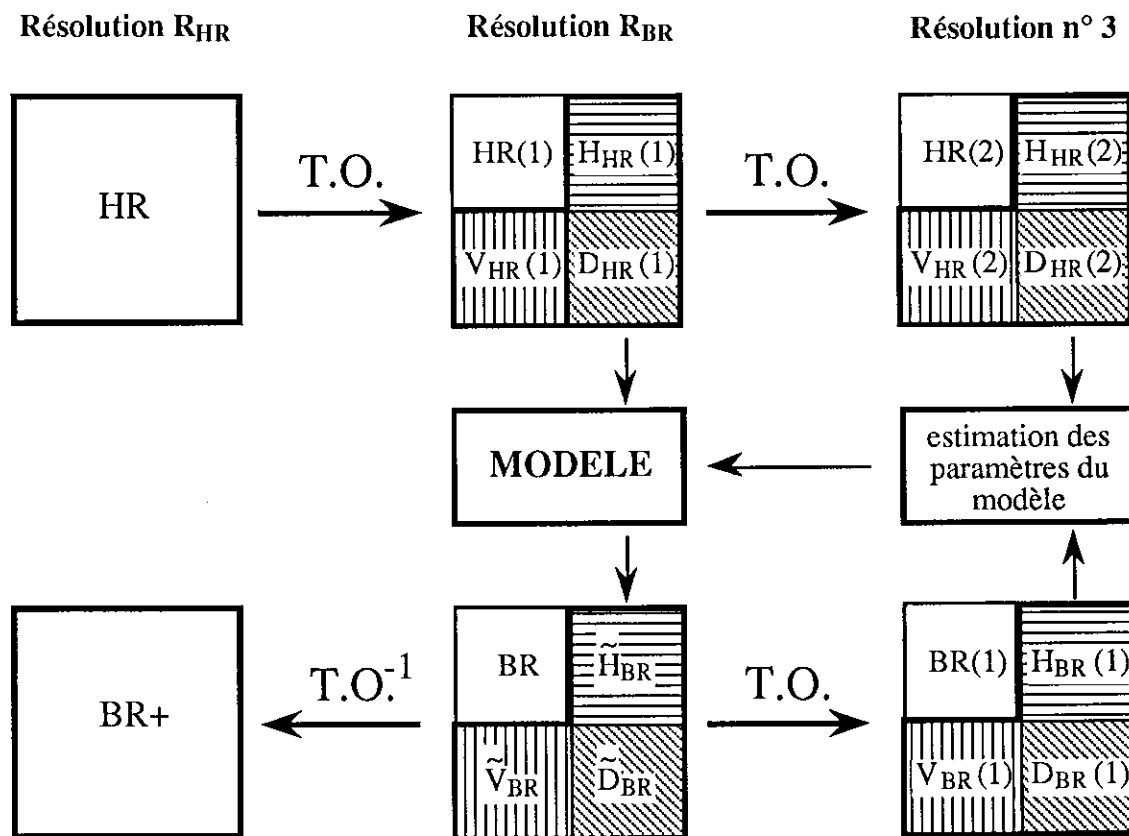 Résolution R_HR
Résolution R_BR
Résolution n° 3
HR
T.O.
HR(1)
H_HR(1)
V_HR(1)
D_HR(1)
T.O.
HR(2)
H_HR(2)
V_HR(2)
D_HR(2)
MODELE
estimation des
paramètres du
modèle
BR+
T.O.⁻¹
BR
H̃_BR
Ṽ_BR
D̃_BR
T.O.
BR(1)
H_BR(1)
V_BR(1)
D_BR(1)